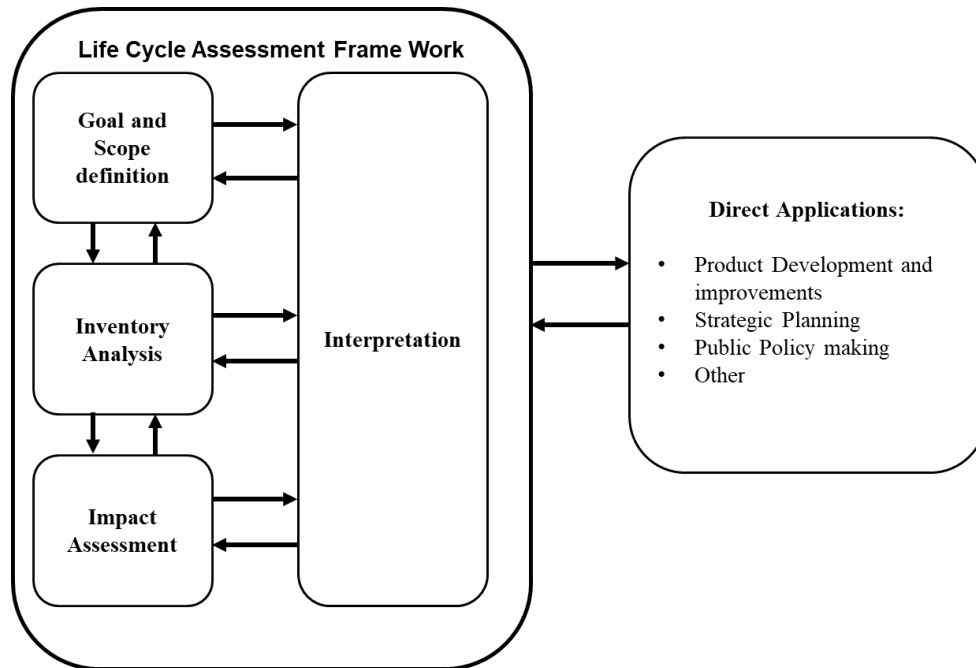 Life Cycle Assessment Frame Work
Goal and
Scope
definition
Inventory
Analysis
Impact
Assessment
Interpretation
Direct Applications:
• Product Development and
improvements
• Strategic Planning
• Public Policy making
• Other